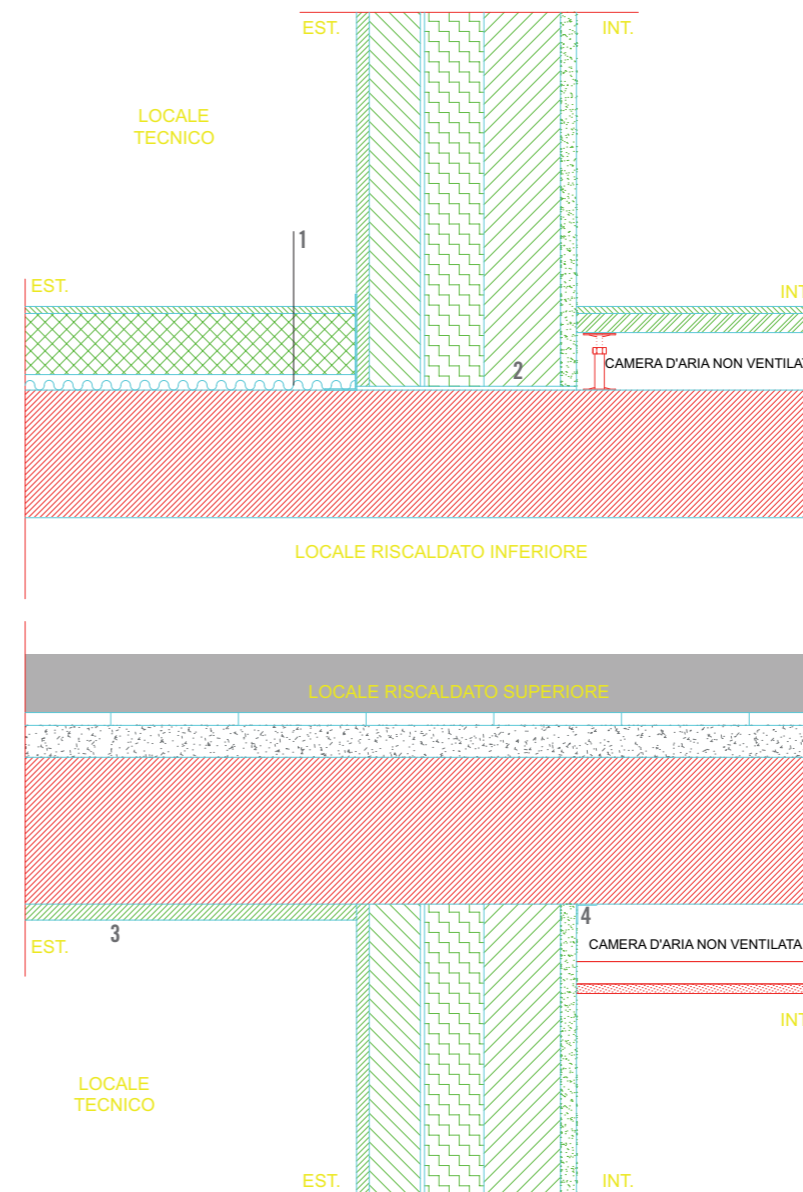 EST.
INT.
LOCALE
TECNICO
1
EST.
INT
CAMERA D'ARIA NON VENTILAT
2
LOCALE RISCALDATO INFERIORE
LOCALE RISCALDATO SUPERIORE
3
4
EST.
CAMERA D'ARIA NON VENTILATA
INT
LOCALE
TECNICO
EST.
INT.